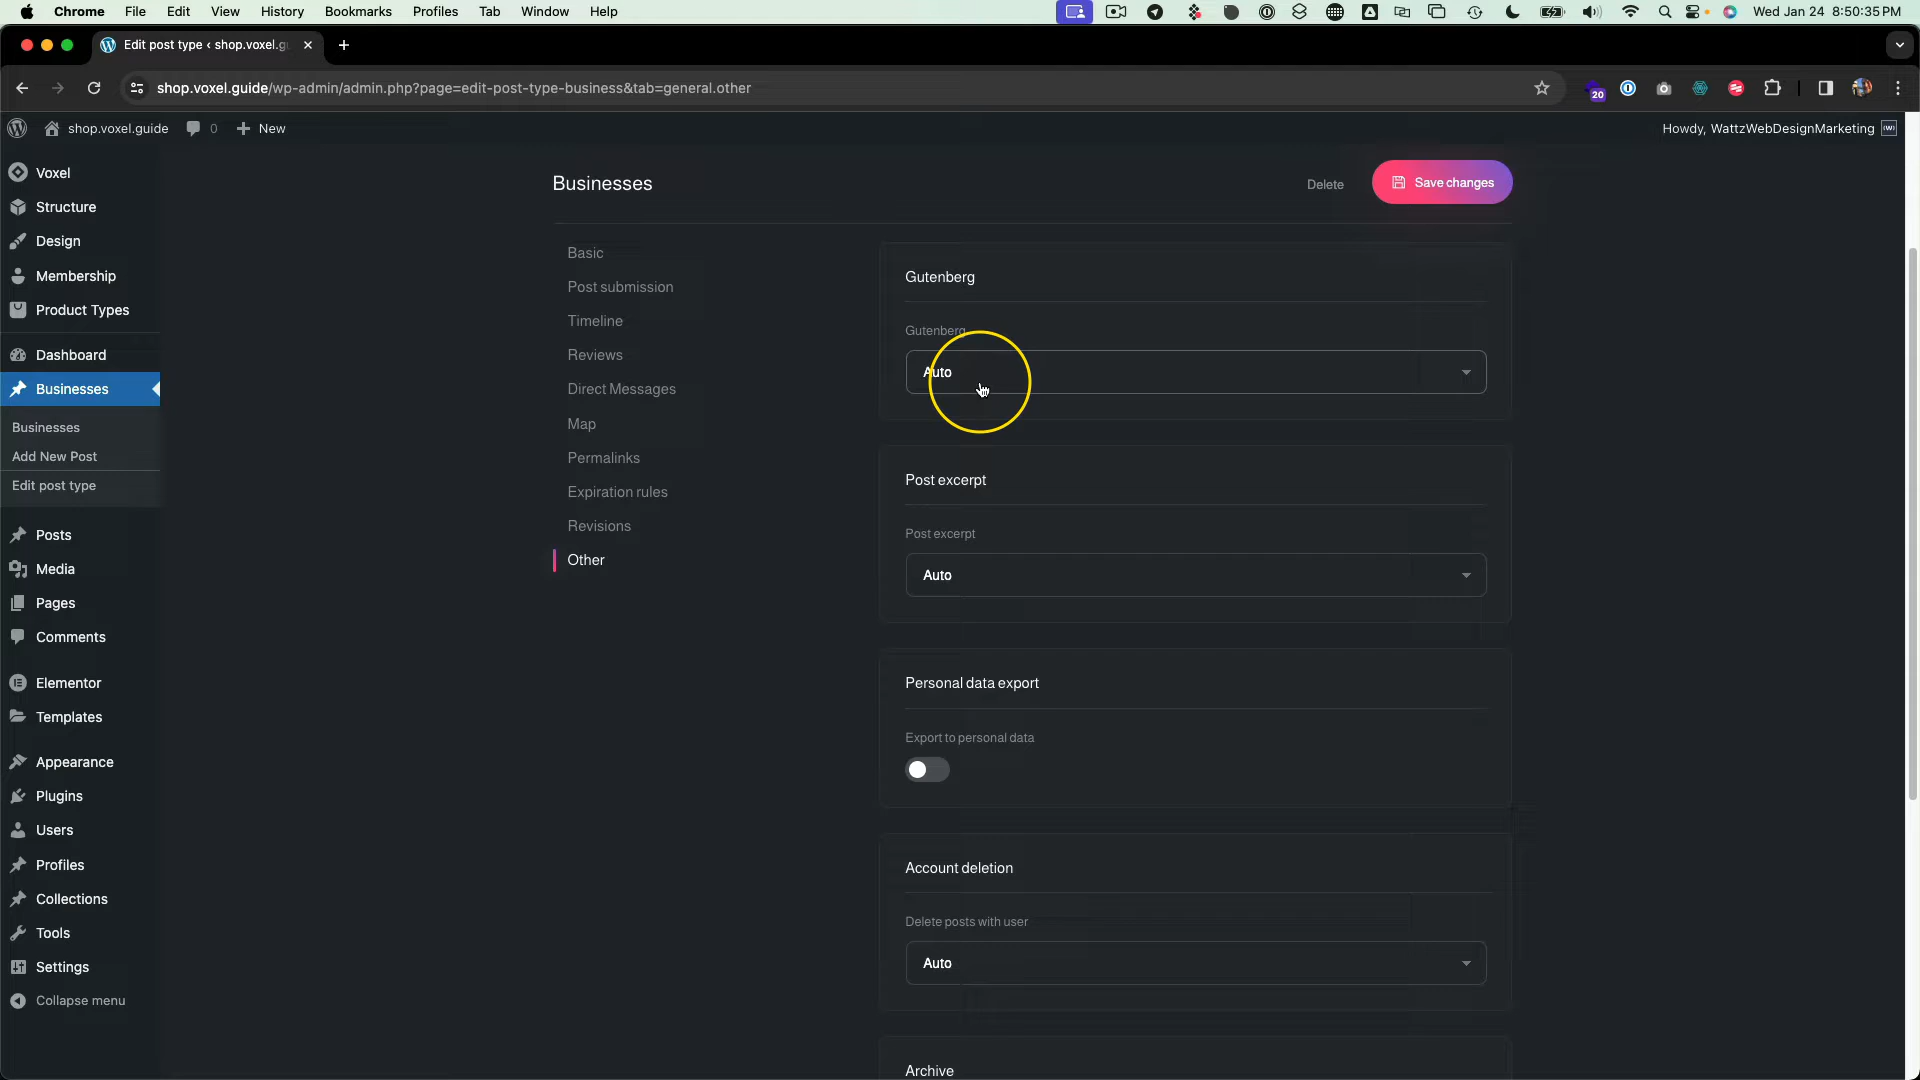 Chrome File Edit View History Bookmarks Profiles Tab Window Help Wed Jan 24 8:50:35 PM
Edit post type ‹ shop.voxel.gu
shop.voxel.guide/wp-admin/admin.php?page=edit-post-type-business&tab=general.other
20
shop.voxel.guide 0 New Howdy, WattzWebDesignMarketing
Voxel
Structure
Design
Membership
Product Types
Dashboard
Businesses
Businesses
Add New Post
Edit post type
Posts
Media
Pages
Comments
Elementor
Templates
Appearance
Plugins
Users
Profiles
Collections
Tools
Settings
Collapse menu
Businesses
Delete
Save changes
Basic
Post submission
Timeline
Reviews
Direct Messages
Map
Permalinks
Expiration rules
Revisions
Other
Gutenberg
Gutenberg
Auto
Post excerpt
Post excerpt
Auto
Personal data export
Export to personal data
Account deletion
Delete posts with user
Auto
Archive